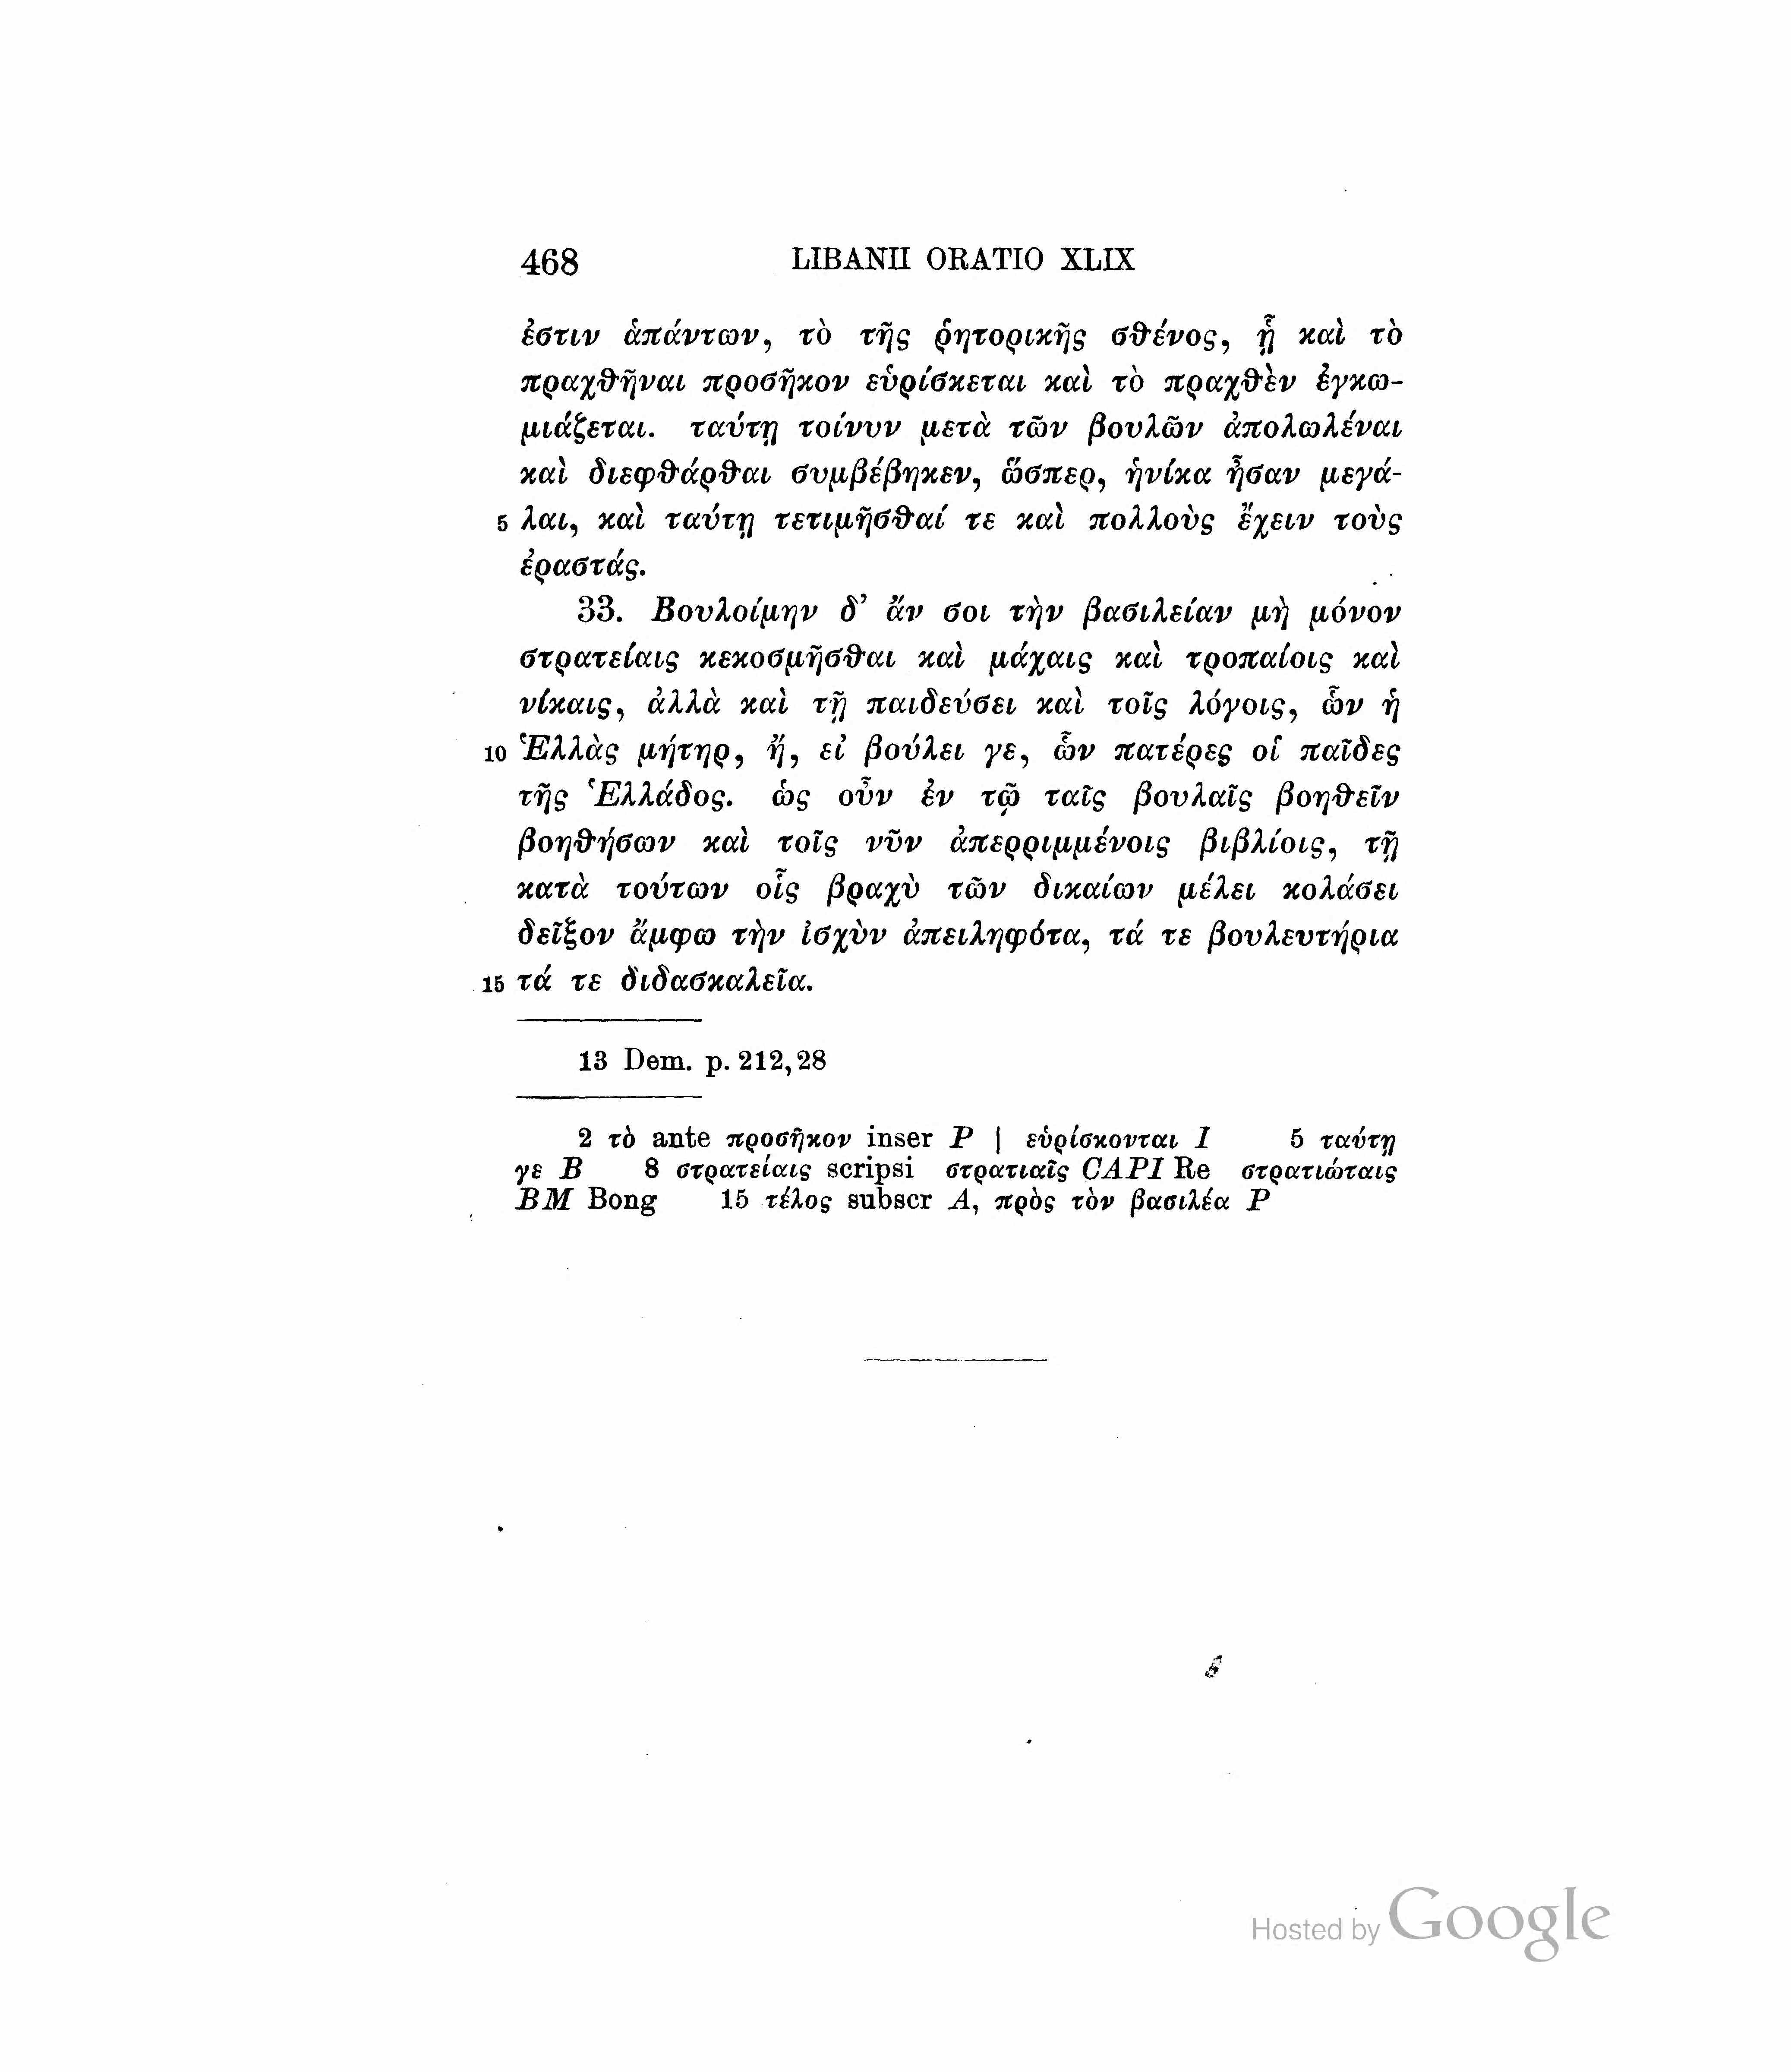 468 LIBANII ORATIO XLIX
ἐστιν ἁπάντων, τὸ τῆς ῥητορικῆς σθένος, ᾗ καὶ τὸ
πραχθῆναι προσῆκον εὑρίσκεται καὶ τὸ πραχθὲν ἐγκω-
μιάζεται. ταύτῃ τοίνυν μετὰ τῶν βουλῶν ἀπολωλέναι
καὶ διεφθάρθαι συμβέβηκεν, ὥσπερ, ἡνίκα ἦσαν μεγά-
5 λαι, καὶ ταύτῃ τετιμῆσθαί τε καὶ πολλοὺς ἔχειν τοὺς
ἐραστάς.
33. Βουλοίμην δ’ ἄν σοι τὴν βασιλείαν μὴ μόνον
στρατείαις κεκοσμῆσθαι καὶ μάχαις καὶ τροπαίοις καὶ
νίκαις, ἀλλὰ καὶ τῇ παιδεύσει καὶ τοῖς λόγοις, ὧν ἡ
10 Ἑλλὰς μήτηρ, ἤ, εἰ βούλει γε, ὧν πατέρες οἱ παῖδες
τῆς Ἑλλάδος. ὡς οὖν ἐν τῷ ταῖς βουλαῖς βοηθεῖν
βοηθήσων καὶ τοῖς νῦν ἀπερριμμένοις βιβλίοις, τῇ
κατὰ τούτων οἷς βραχὺ τῶν δικαίων μέλει κολάσει
δεῖξον ἄμφω τὴν ἰσχὺν ἀπειληφότα, τά τε βουλευτήρια
15 τά τε διδασκαλεῖα.
13 Dem. p. 212,28
2 τὸ ante προσῆκον inser P | εὑρίσκονται I 5 ταύτῃ
γε B 8 στρατείαις scripsi στρατιαῖς CAPI Re στρατιώταις
BM Bong 15 τέλος subscr A, πρὸς τὸν βασιλέα P
Hosted by Google